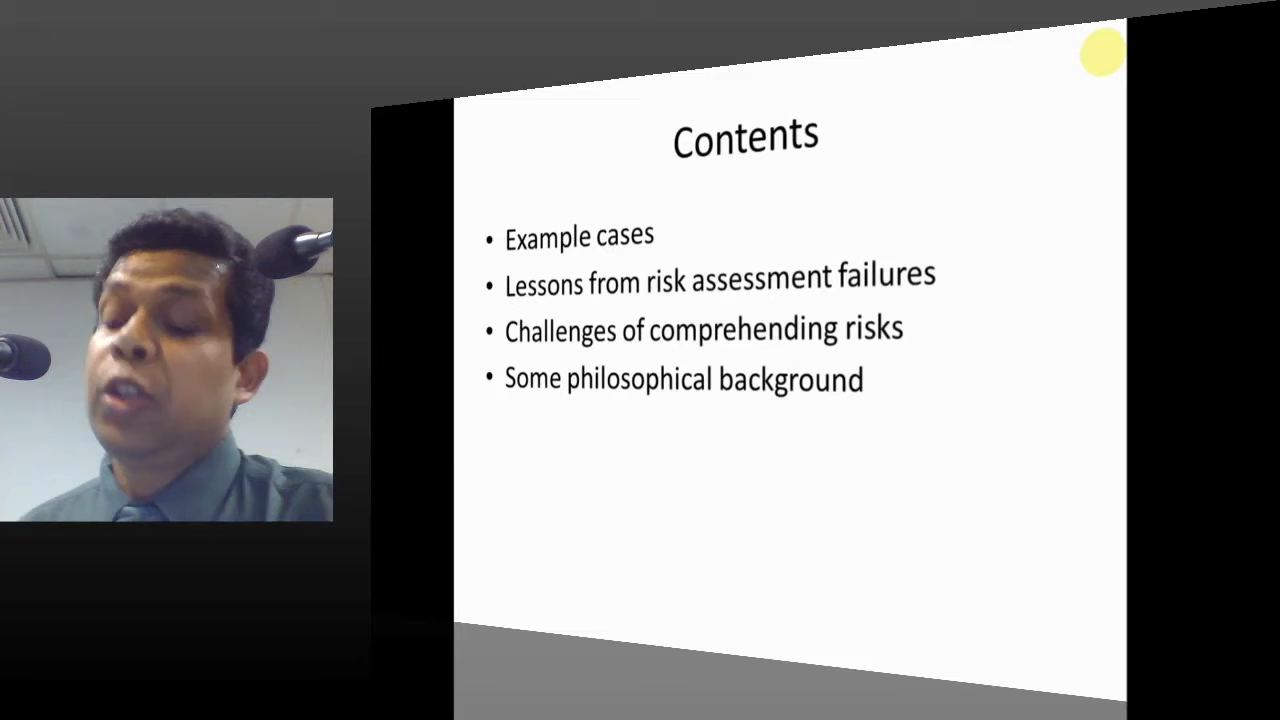 Contents
• Example cases
• Lessons from risk assessment failures
• Challenges of comprehending risks
• Some philosophical background